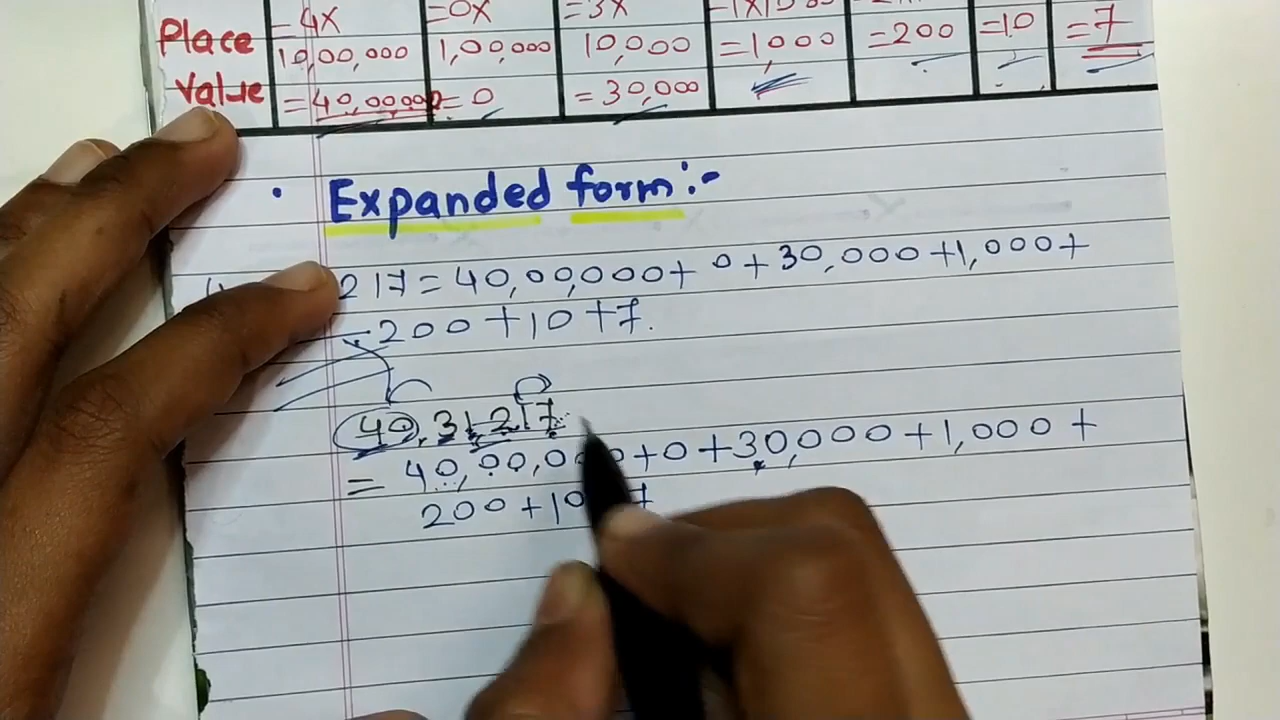 = 4X =0X =3X
Place 10,00,000 1,00,000 10,000 =1,000 =200 =10 =7
Value =40,00,000 = 0 = 30,000
Expanded form:-
217 = 40,00,000+ 0+30,000+1,000+
200+10+7.
40,31,217
= 40,00,000+0+30,000+1,000+
200+10